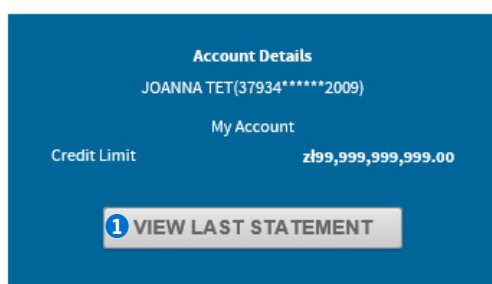 Account Details
JOANNA TET(37934******2009)
My Account
Credit Limit zł99,999,999,999.00
1 VIEW LAST STATEMENT